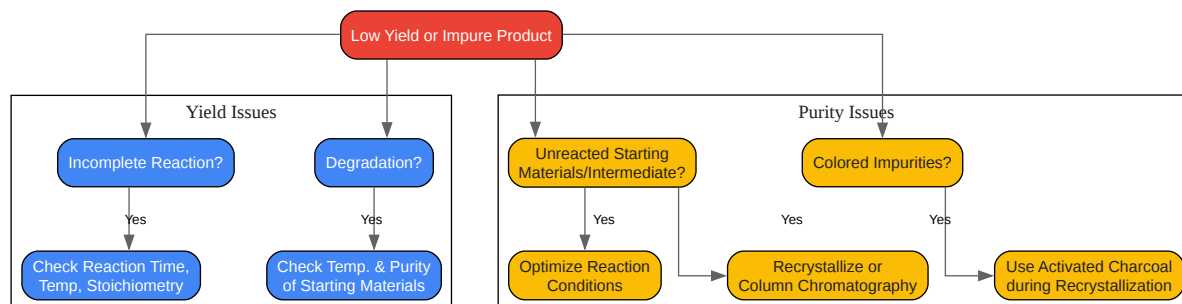 Low Yield or Impure Product
Yield Issues
Purity Issues
Incomplete Reaction?
Degradation?
Unreacted Starting
Materials/Intermediate?
Colored Impurities?
Yes
Yes
Yes
Yes
Yes
Check Reaction Time,
Temp, Stoichiometry
Check Temp. & Purity
of Starting Materials
Optimize Reaction
Conditions
Recrystallize or
Column Chromatography
Use Activated Charcoal
during Recrystallization